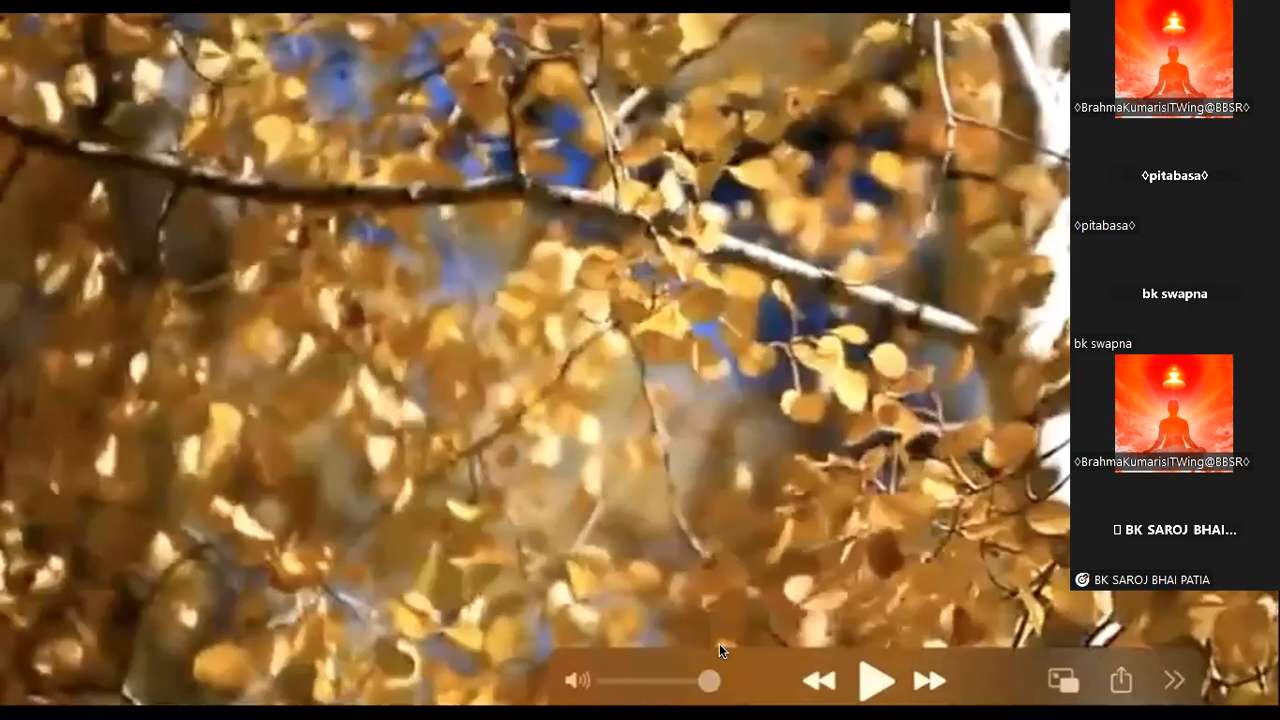 ◊BrahmaKumarisITWing@BBSR◊
◊pitabasa◊
◊pitabasa◊
bk swapna
bk swapna
◊BrahmaKumarisITWing@BBSR◊
BK SAROJ BHAI...
BK SAROJ BHAI PATIA